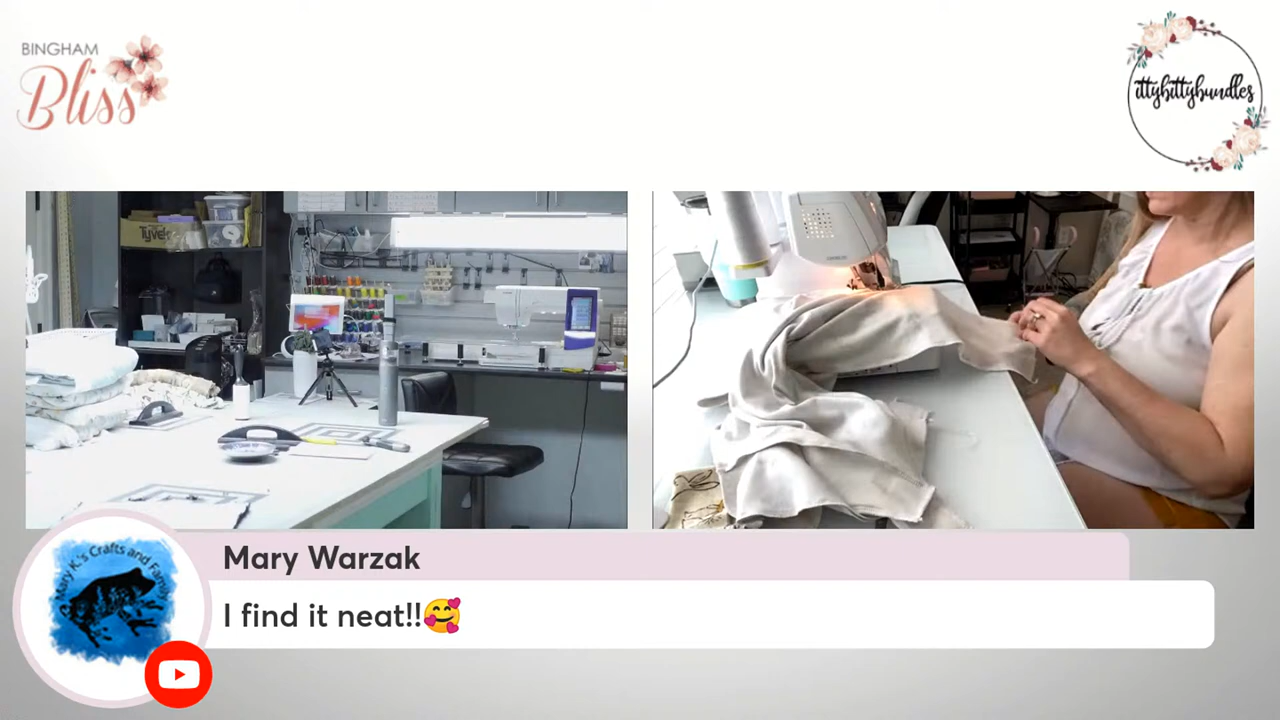 BINGHAM
Bliss
ittybittybundles
Tyvek
Mary K.'s Crafts and Family
Mary Warzak
I find it neat!!🥰